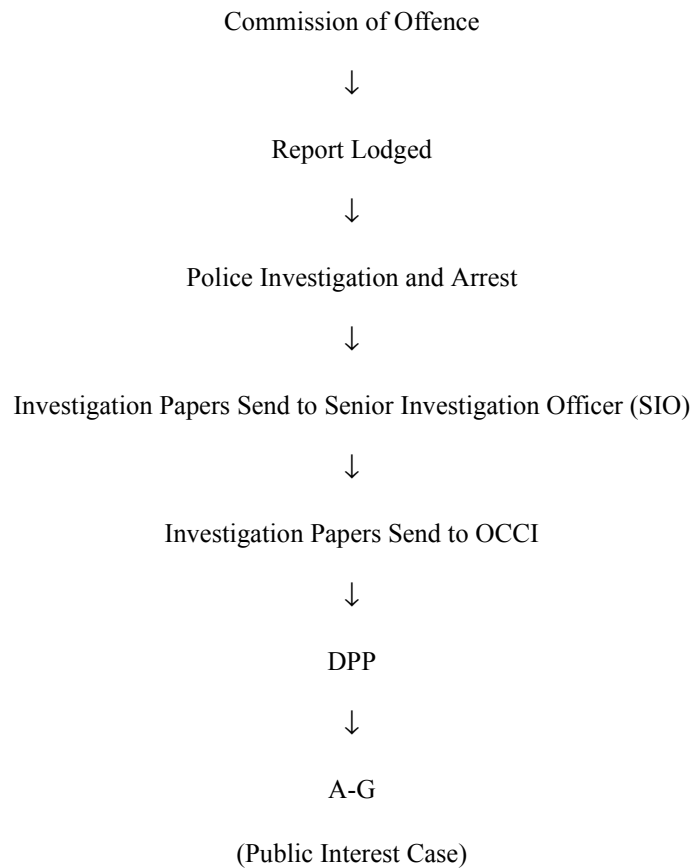 Commission of Offence
↓
Report Lodged
↓
Police Investigation and Arrest
↓
Investigation Papers Send to Senior Investigation Officer (SIO)
↓
Investigation Papers Send to OCCI
↓
DPP
↓
A-G
(Public Interest Case)